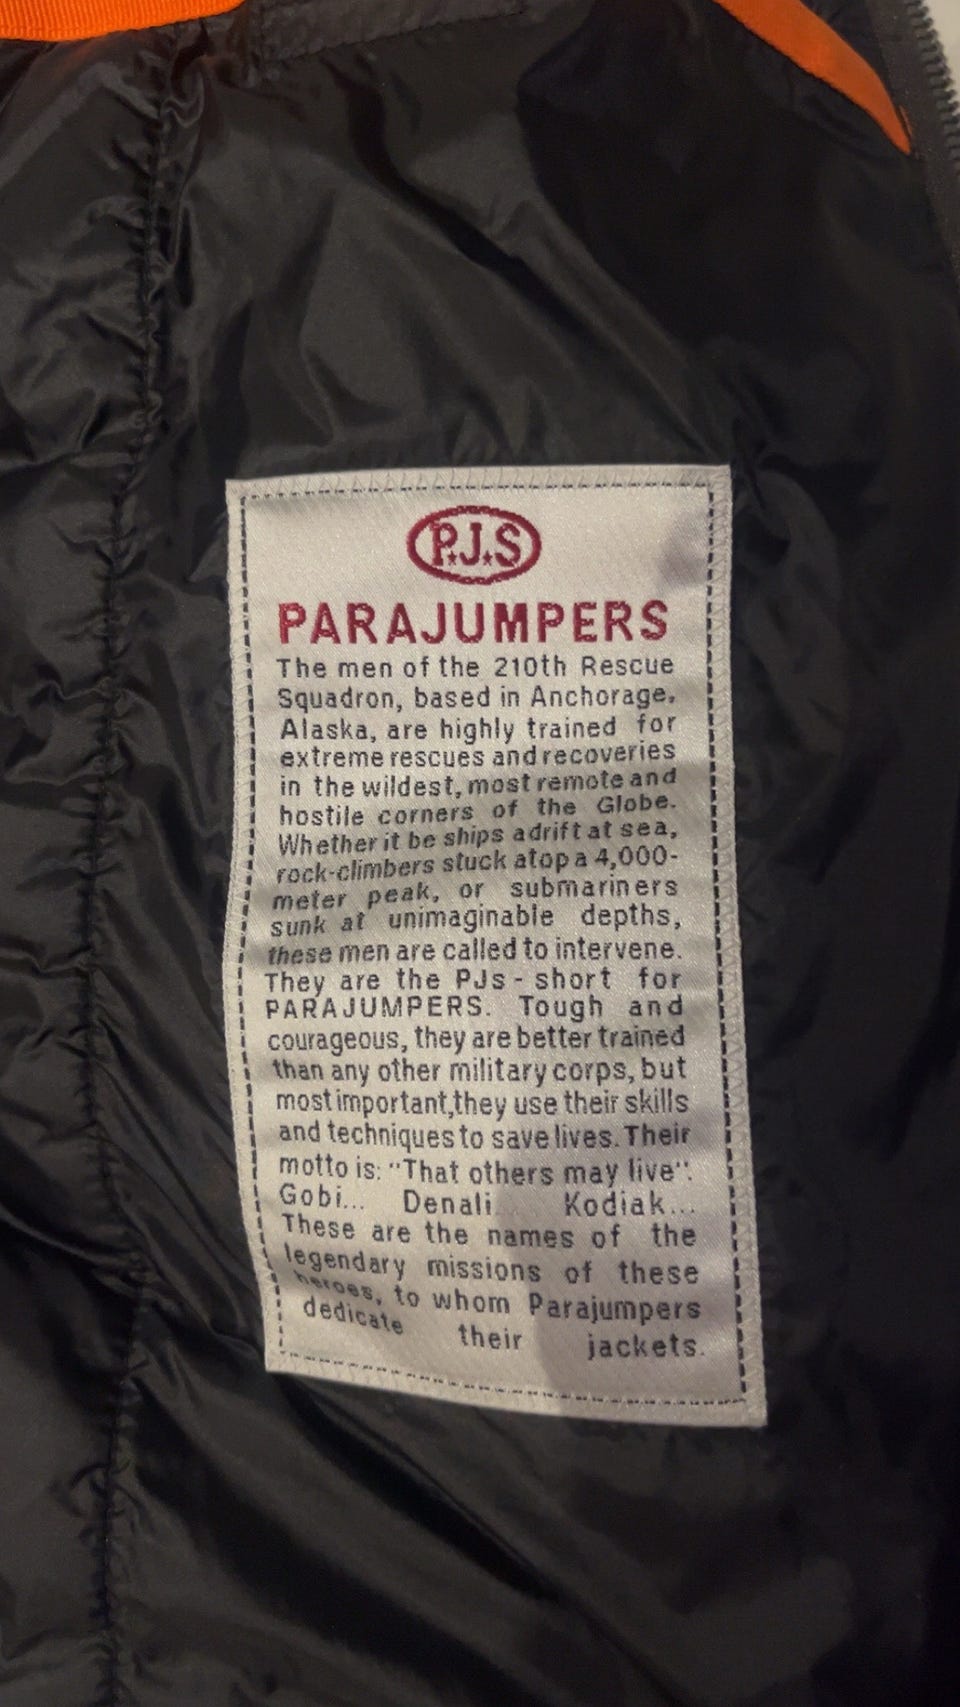 P.J.S
PARAJUMPERS
The men of the 210th Rescue
Squadron, based in Anchorage.
Alaska, are highly trained for
extreme rescues and recoveries
in the wildest, most remote and
hostile corners of the Globe.
Whether it be ships adrift at sea,
rock-climbers stuck atop a 4,000-
meter peak, or submariners
sunk at unimaginable depths,
these men are called to intervene.
They are the PJs - short for
PARAJUMPERS. Tough and
courageous, they are better trained
than any other military corps, but
most important,they use their skills
and techniques to save lives. Their
motto is: "That others may live".
Gobi... Denali... Kodiak...
These are the names of the
legendary missions of these
heroes, to whom Parajumpers
dedicate their jackets.